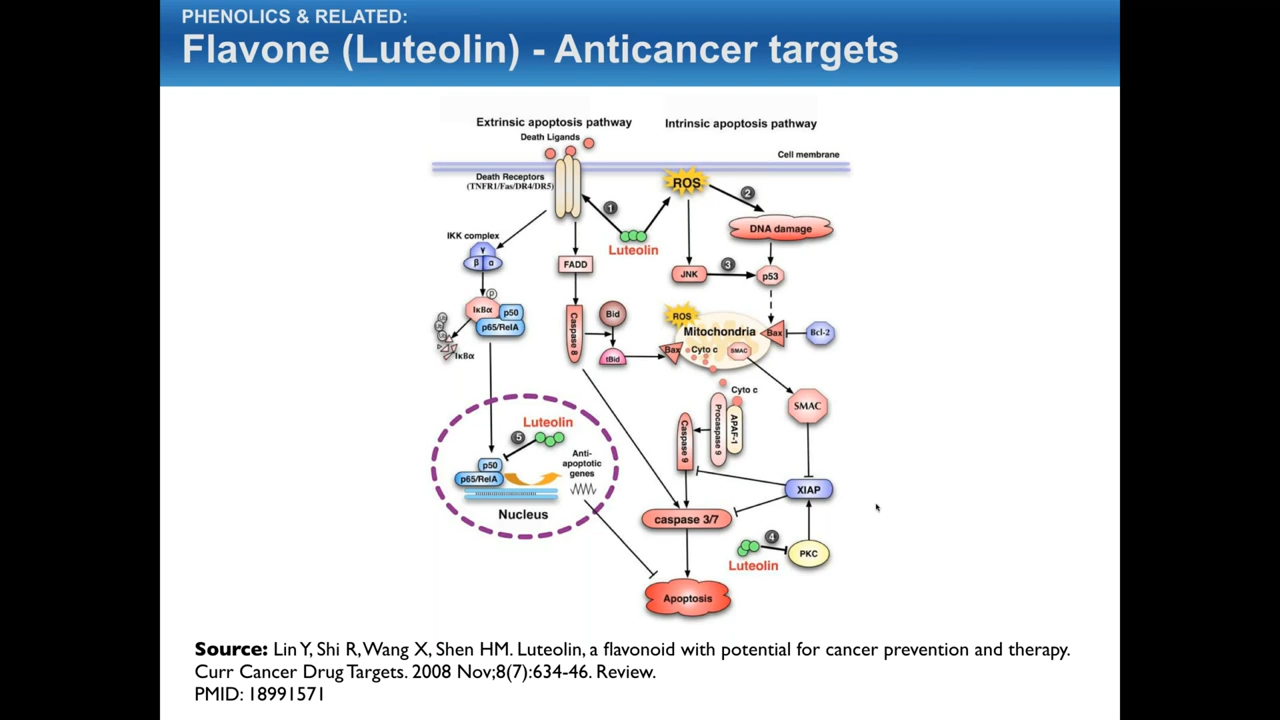 PHENOLICS & RELATED:
Flavone (Luteolin) - Anticancer targets
Extrinsic apoptosis pathway
Intrinsic apoptosis pathway
Death Ligands
Cell membrane
Death Receptors
(TNFR1/Fas/DR4/DR5)
ROS
2
1
DNA damage
Luteolin
IKK complex
γ
β α
FADD
JNK
3
p53
P
IκBα
p50
p65/RelA
Caspase 8
Bid
ROS
Mitochondria
Bax
Bcl-2
IκBα
tBid
Bax
Cyto c
SMAC
Cyto c
SMAC
Procaspase 9
APAF-1
Caspase 9
Luteolin
5
Anti-
apoptotic
genes
p50
p65/RelA
Nucleus
XIAP
caspase 3/7
4
Luteolin
PKC
Apoptosis
Source: Lin Y, Shi R, Wang X, Shen HM. Luteolin, a flavonoid with potential for cancer prevention and therapy.
Curr Cancer Drug Targets. 2008 Nov;8(7):634-46. Review.
PMID: 18991571